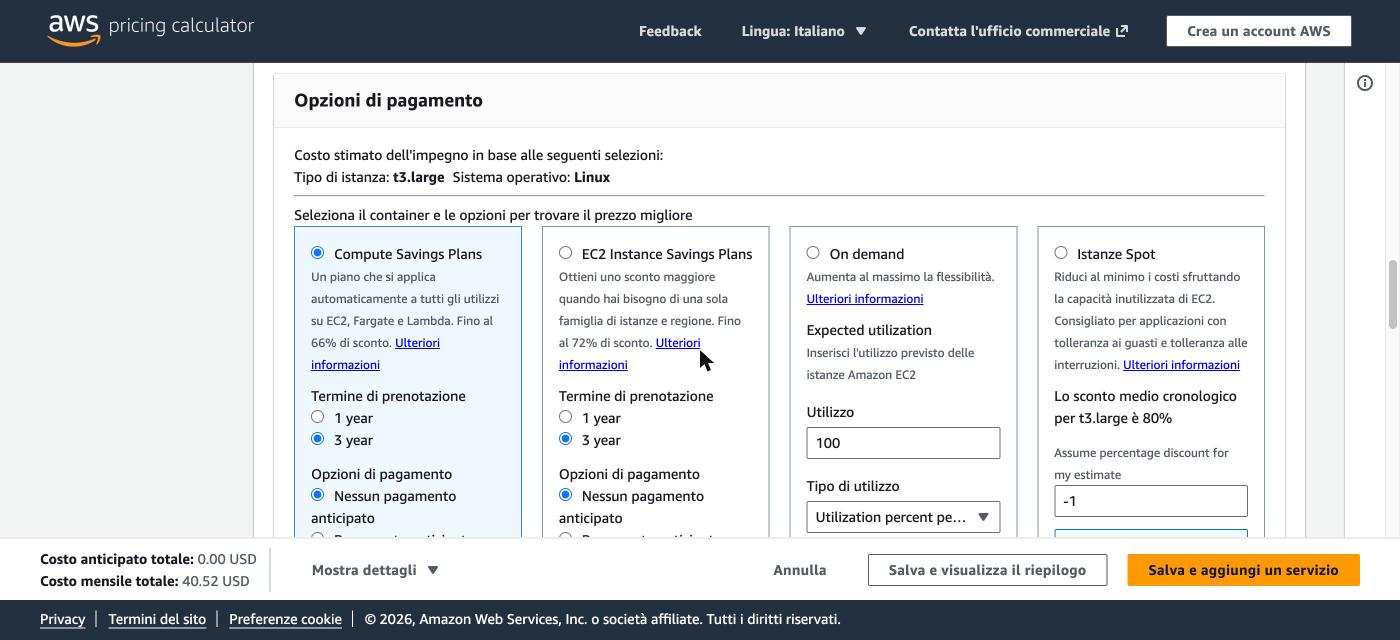 aws pricing calculator
Feedback
Lingua: Italiano
Contatta l'ufficio commerciale
Crea un account AWS
Opzioni di pagamento
Costo stimato dell'impegno in base alle seguenti selezioni:
Tipo di istanza: t3.large Sistema operativo: Linux
Seleziona il container e le opzioni per trovare il prezzo migliore
Compute Savings Plans
Un piano che si applica
automaticamente a tutti gli utilizzi
su EC2, Fargate e Lambda. Fino al
66% di sconto. Ulteriori
informazioni
Termine di prenotazione
1 year
3 year
Opzioni di pagamento
Nessun pagamento
anticipato
EC2 Instance Savings Plans
Ottieni uno sconto maggiore
quando hai bisogno di una sola
famiglia di istanze e regione. Fino
al 72% di sconto. Ulteriori
informazioni
Termine di prenotazione
1 year
3 year
Opzioni di pagamento
Nessun pagamento
anticipato
On demand
Aumenta al massimo la flessibilità.
Ulteriori informazioni
Expected utilization
Inserisci l'utilizzo previsto delle
istanze Amazon EC2
Utilizzo
100
Tipo di utilizzo
Utilization percent pe...
Istanze Spot
Riduci al minimo i costi sfruttando
la capacità inutilizzata di EC2.
Consigliato per applicazioni con
tolleranza ai guasti e tolleranza alle
interruzioni. Ulteriori informazioni
Lo sconto medio cronologico
per t3.large è 80%
Assume percentage discount for
my estimate
-1
Costo anticipato totale: 0.00 USD
Costo mensile totale: 40.52 USD
Mostra dettagli
Annulla
Salva e visualizza il riepilogo
Salva e aggiungi un servizio
Privacy | Termini del sito | Preferenze cookie | © 2026, Amazon Web Services, Inc. o società affiliate. Tutti i diritti riservati.